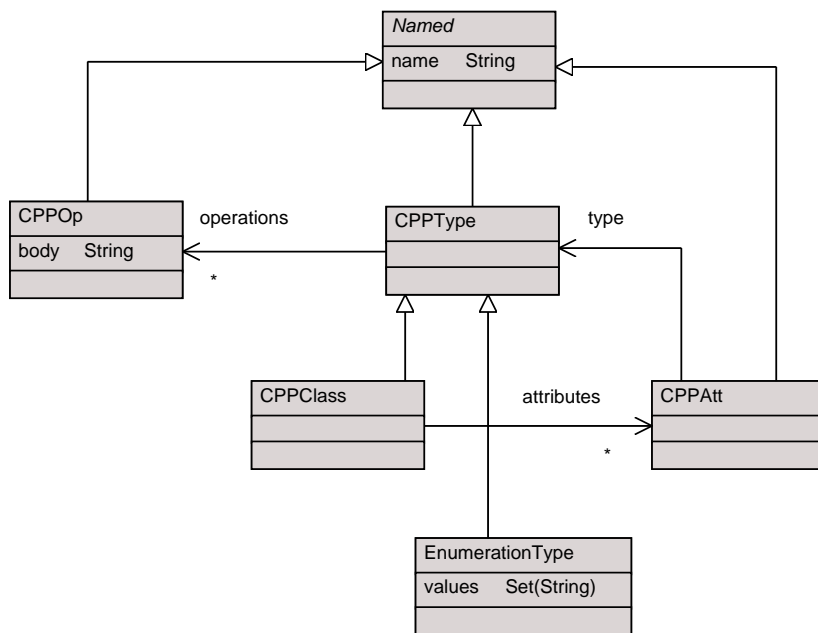 Named
name String
CPPOp
operations
CPPType
type
body String
*
CPPClass
attributes
CPPAtt
*
EnumerationType
values Set(String)